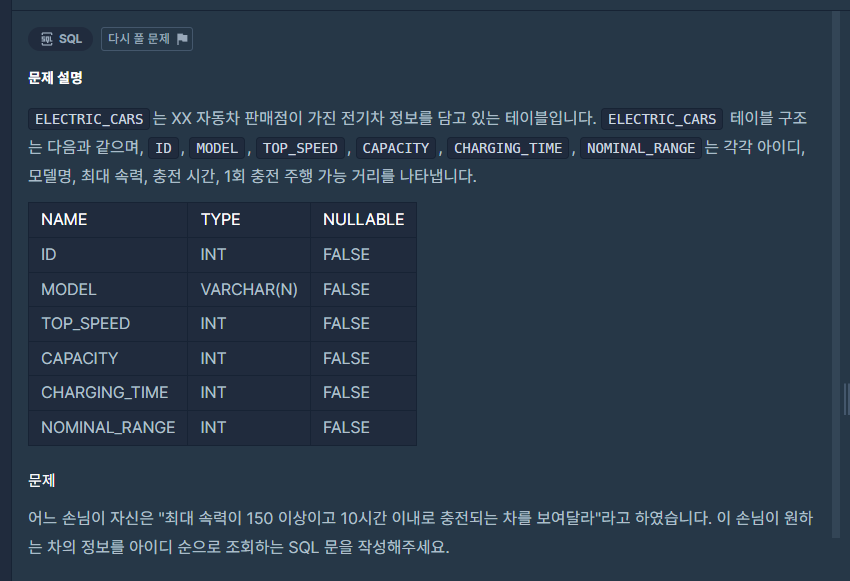 SQL 다시 풀 문제
문제 설명
ELECTRIC_CARS 는 XX 자동차 판매점이 가진 전기차 정보를 담고 있는 테이블입니다. ELECTRIC_CARS 테이블 구조
는 다음과 같으며, ID , MODEL , TOP_SPEED , CAPACITY , CHARGING_TIME , NOMINAL_RANGE 는 각각 아이디,
모델명, 최대 속력, 충전 시간, 1회 충전 주행 가능 거리를 나타냅니다.
NAME TYPE NULLABLE
ID INT FALSE
MODEL VARCHAR(N) FALSE
TOP_SPEED INT FALSE
CAPACITY INT FALSE
CHARGING_TIME INT FALSE
NOMINAL_RANGE INT FALSE
문제
어느 손님이 자신은 "최대 속력이 150 이상이고 10시간 이내로 충전되는 차를 보여달라"라고 하였습니다. 이 손님이 원하
는 차의 정보를 아이디 순으로 조회하는 SQL 문을 작성해주세요.